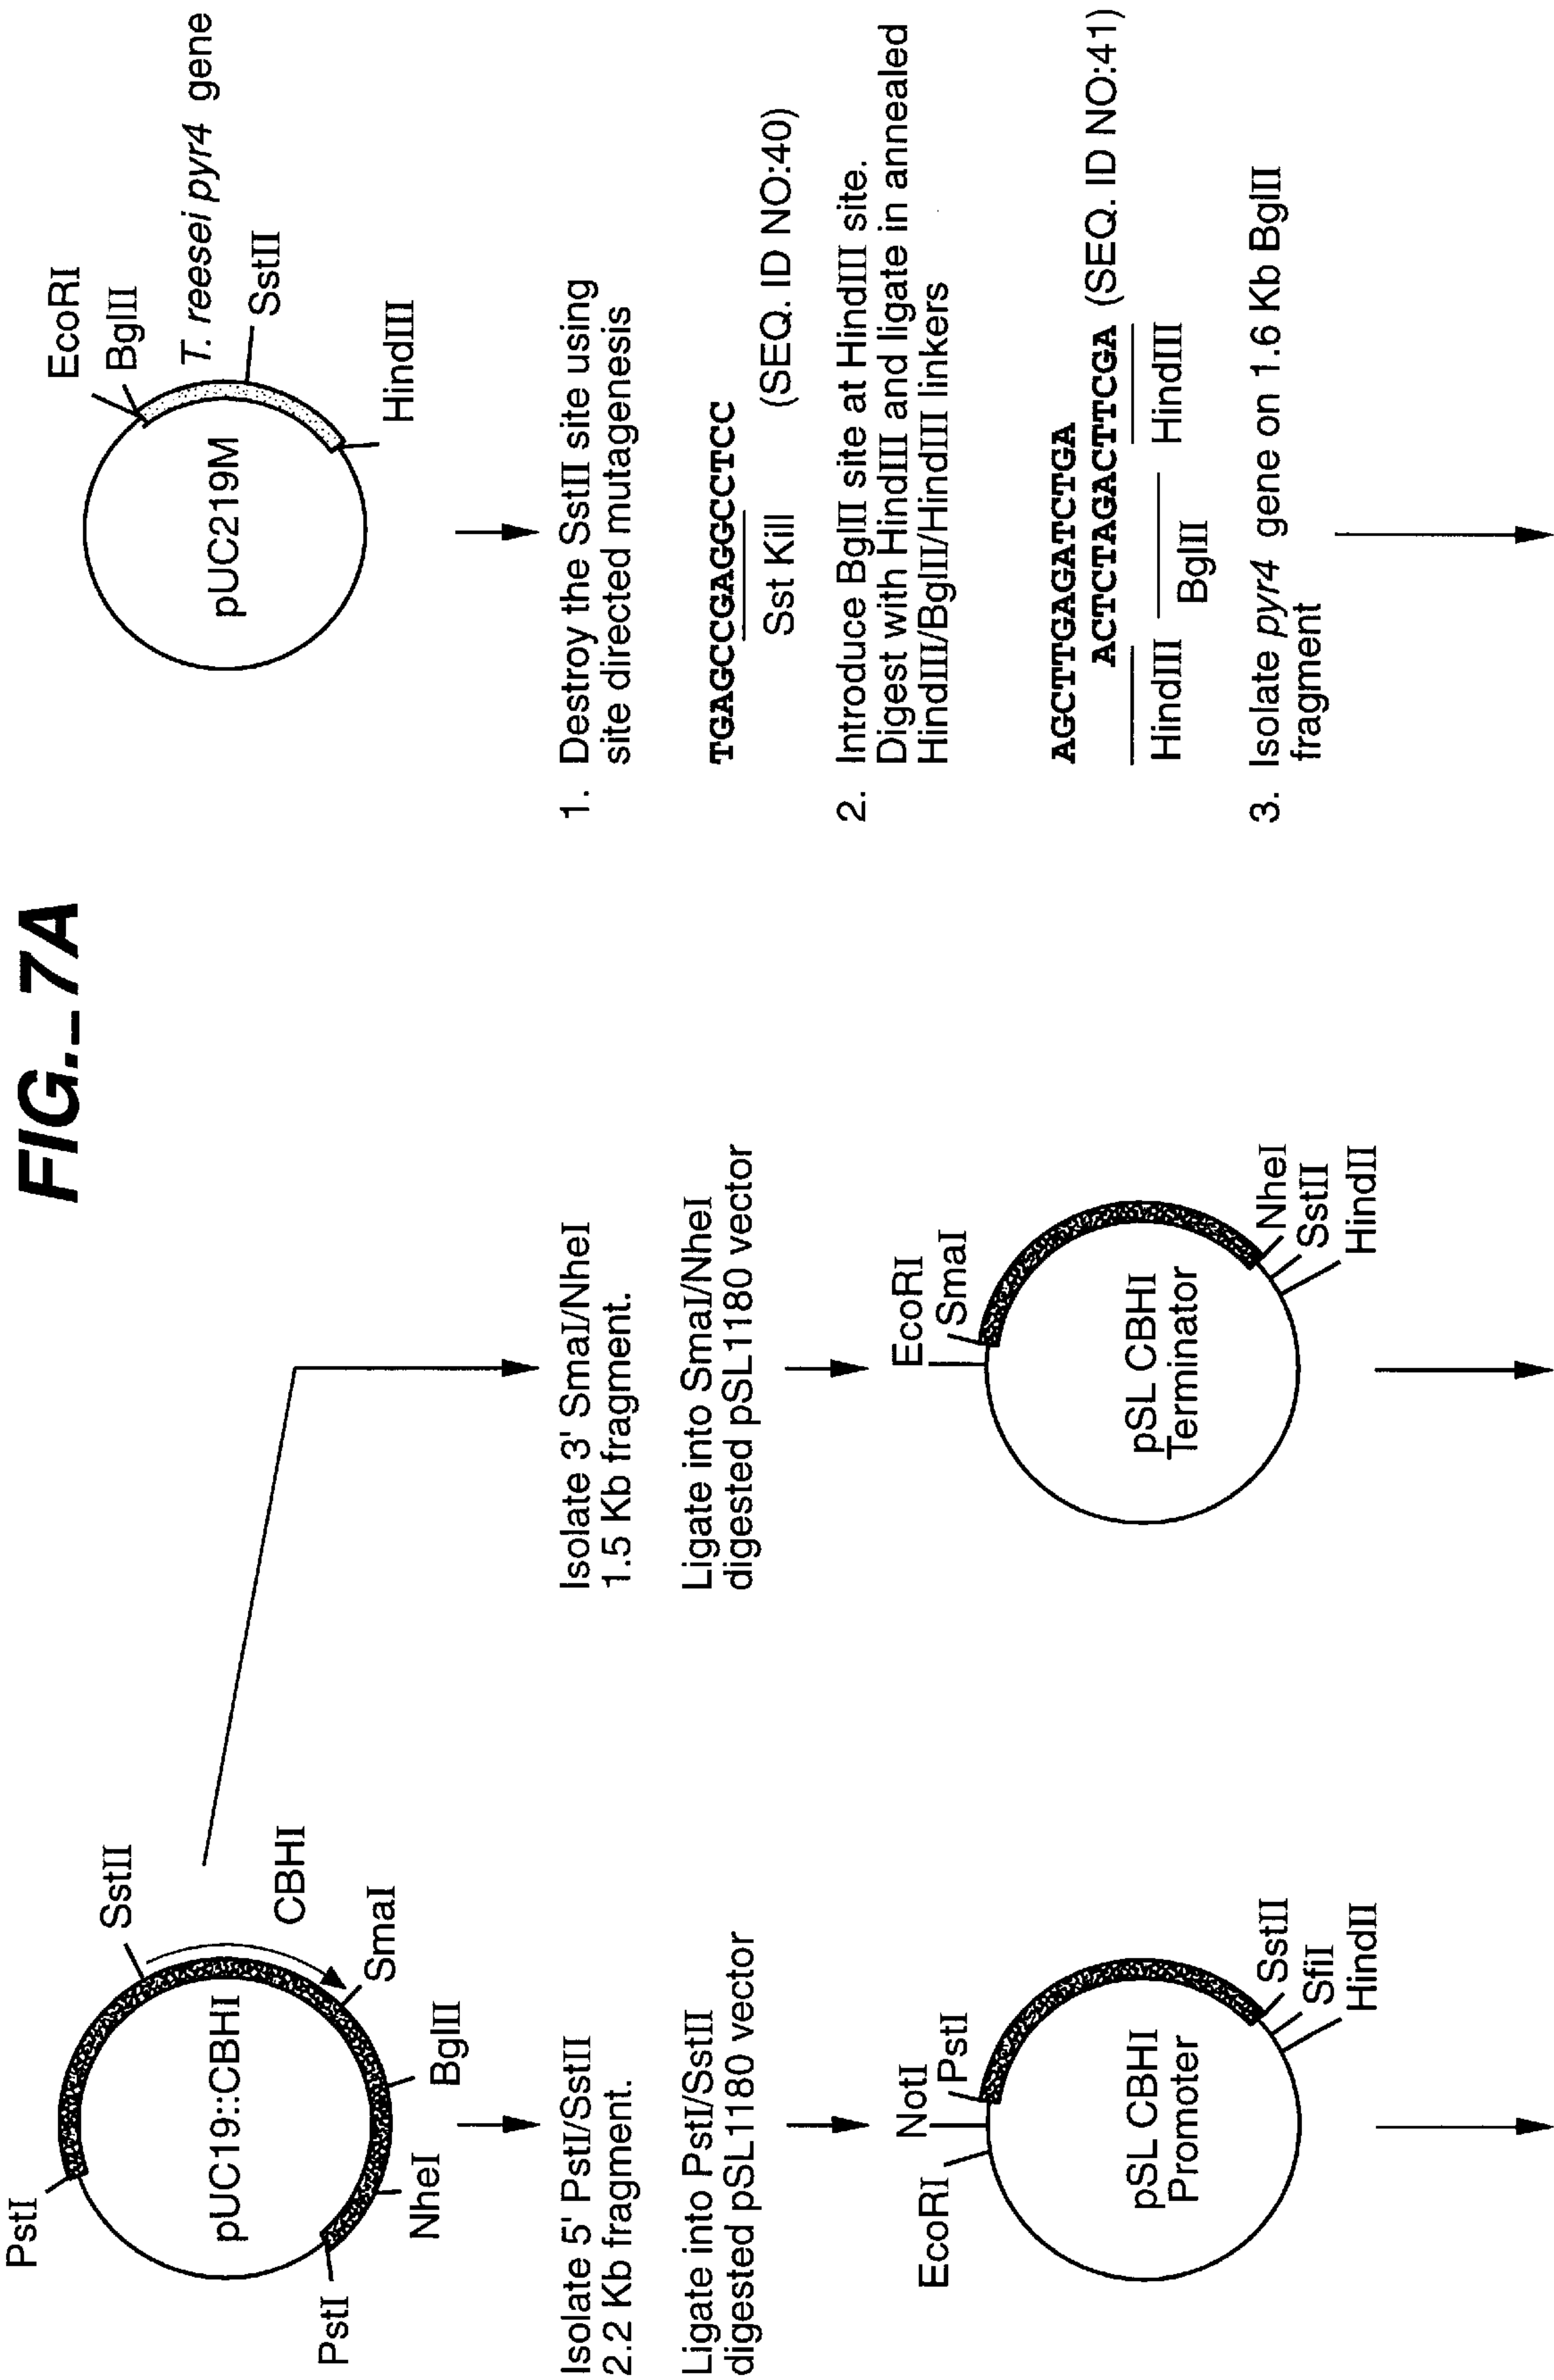 FIG._7A
PstI
SstII
CBHI
SmaI
BglII
NheI
PstI
pUC19::CBHI
Isolate 5' PstI/SstII
2.2 Kb fragment.
Ligate into PstI/SstII
digested pSL1180 vector
EcoRI
NotI
PstI
SstII
SfiI
HindII
pSL CBHI
Promoter
Isolate 3' SmaI/NheI
1.5 Kb fragment.
Ligate into SmaI/NheI
digested pSL1180 vector
EcoRI
SmaI
NheI
SstII
HindII
pSL CBHI
Terminator
EcoRI
BglII
T. reesei pyr4 gene
SstII
HindIII
pUC219M
1. Destroy the SstII site using
site directed mutagenesis
TGAGCCGAGGCCTCC
Sst Kill (SEQ. ID NO:40)
2. Introduce BglII site at HindIII site.
Digest with HindIII and ligate in annealed
HindIII/BglII/HindIII linkers
AGCTTGAGATCTGA
ACTCTAGACTTCGA (SEQ. ID NO:41)
HindIII BglII HindIII
3. Isolate pyr4 gene on 1.6 Kb BglII
fragment